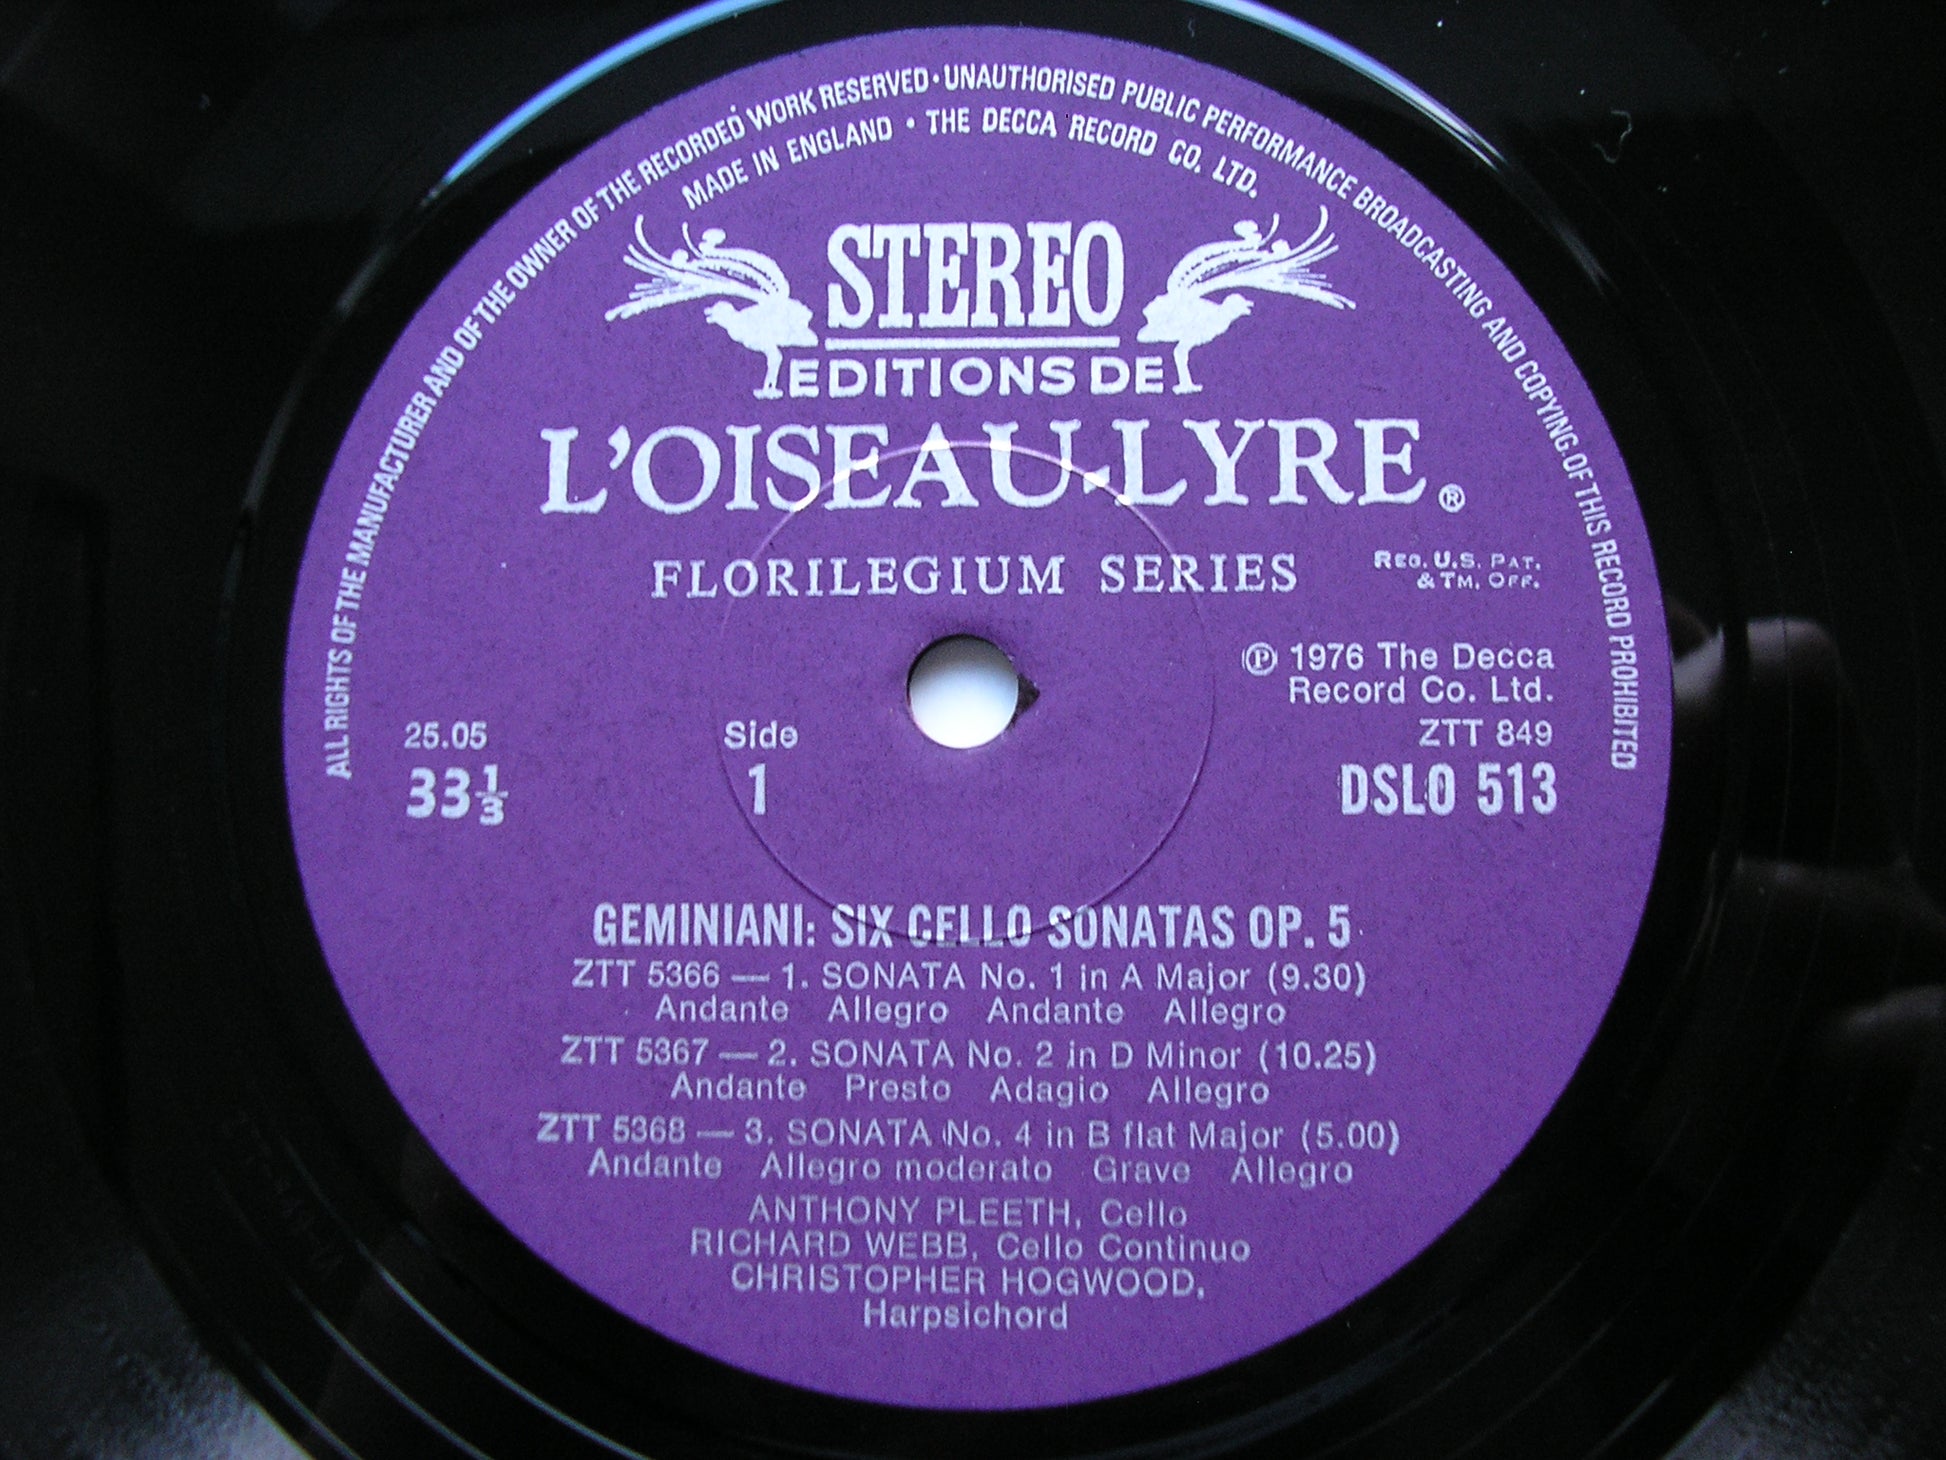 ALL RIGHTS OF THE MANUFACTURER AND OF THE OWNER OF THE RECORDED WORK RESERVED • UNAUTHORISED PUBLIC PERFORMANCE BROADCASTING AND COPYING OF THIS RECORD PROHIBITED
MADE IN ENGLAND • THE DECCA RECORD CO. LTD.
STEREO
EDITIONS DE
L'OISEAU-LYRE ®
FLORILEGIUM SERIES
REG. U.S. PAT.
& TM. OFF.
℗ 1976 The Decca
Record Co. Ltd.
25.05
Side
ZTT 849
33⅓
1
DSLO 513
GEMINIANI: SIX CELLO SONATAS OP. 5
ZTT 5366 — 1. SONATA No. 1 in A Major (9.30)
Andante Allegro Andante Allegro
ZTT 5367 — 2. SONATA No. 2 in D Minor (10.25)
Andante Presto Adagio Allegro
ZTT 5368 — 3. SONATA No. 4 in B flat Major (5.00)
Andante Allegro moderato Grave Allegro
ANTHONY PLEETH, Cello
RICHARD WEBB, Cello Continuo
CHRISTOPHER HOGWOOD,
Harpsichord